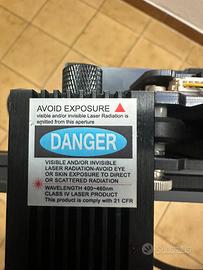 AVOID EXPOSURE
visible and/or invisible Laser Radiation is
emitted from this aperture
DANGER
VISIBLE AND/OR INVISIBLE
LASER RADIATION-AVOID EYE
OR SKIN EXPOSURE TO DIRECT
OR SCATTERED RADIATION
WAVELENGTH 400~460nm
CLASS IV LASER PRODUCT
This product is comply with 21 CFR
subito